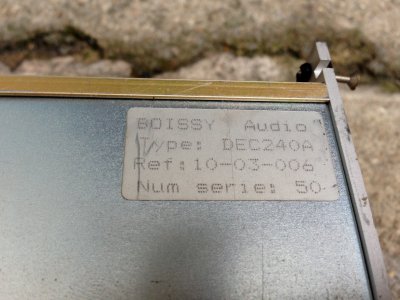 BOISSY Audio
Type: DEC240A
Ref: 10-03-006
Num serie: 50